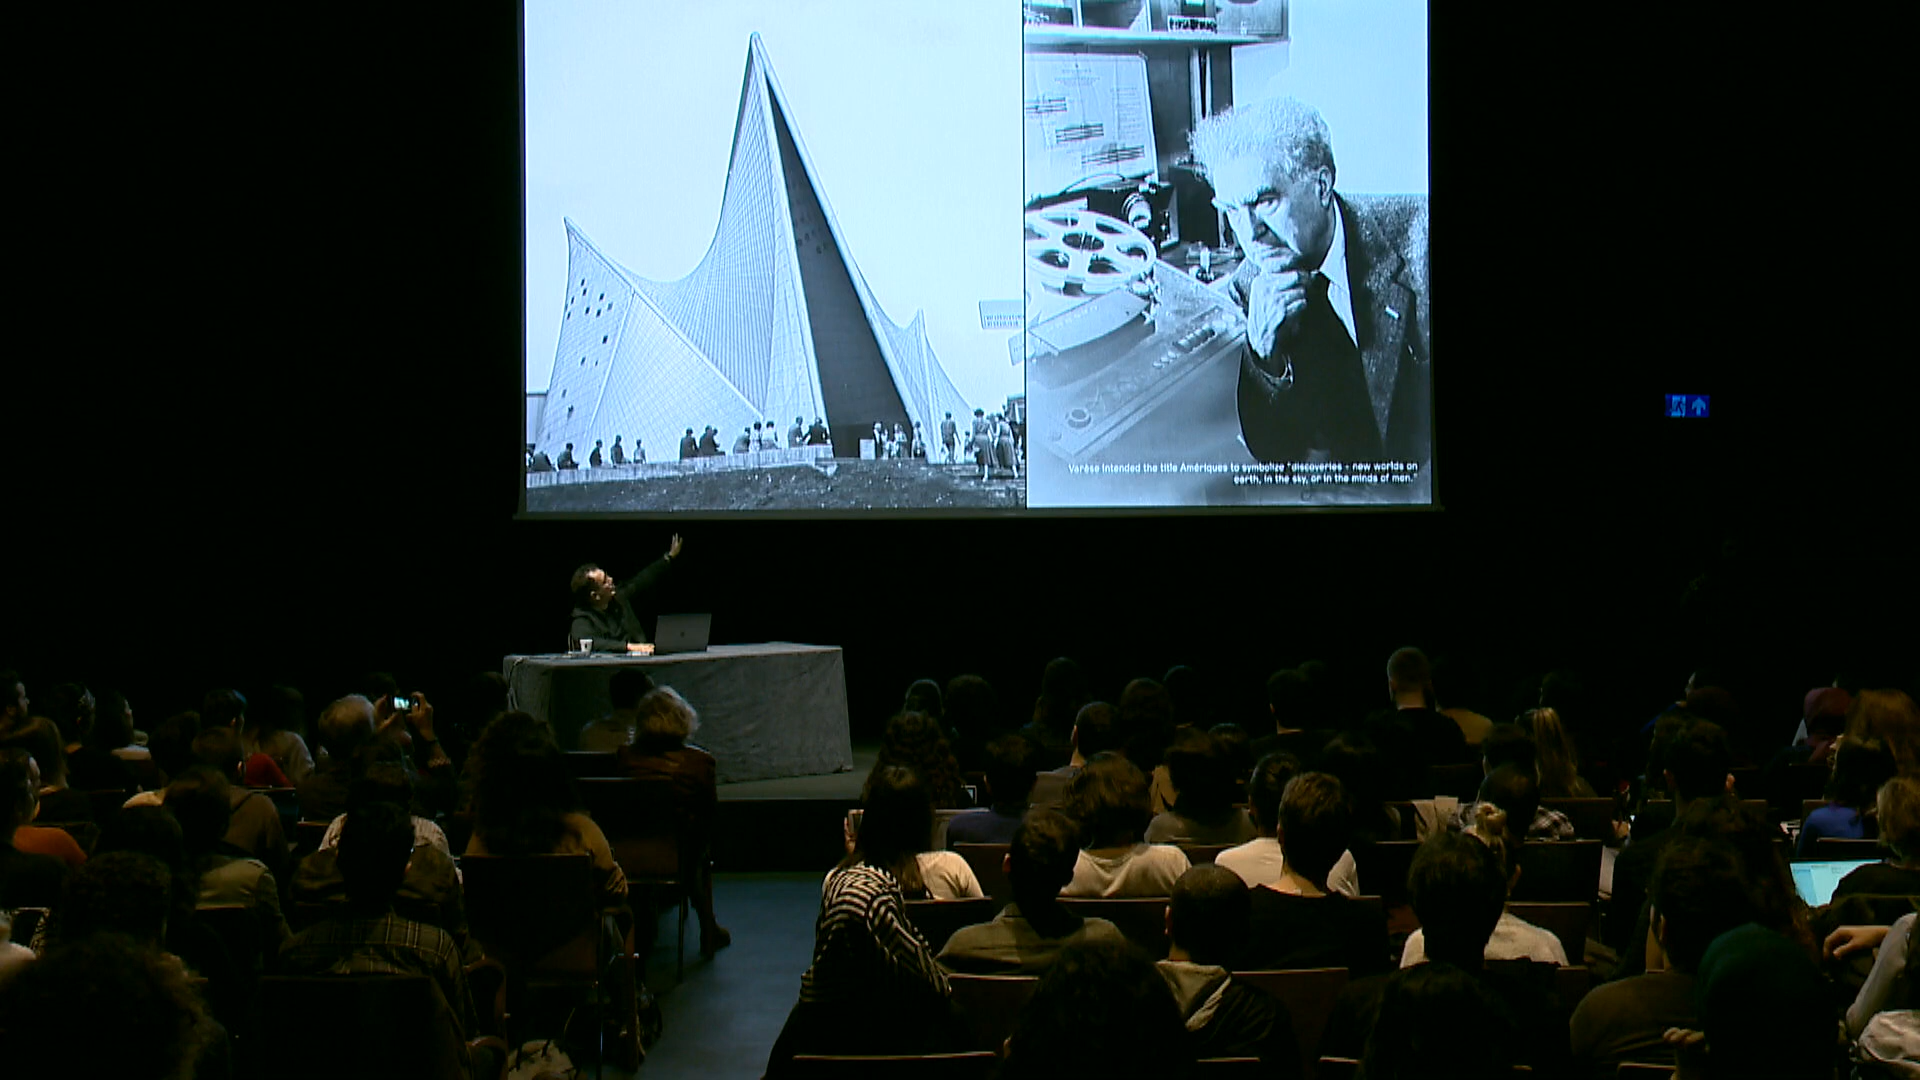 Varèse intended the title Amériques to symbolize "discoveries - new worlds on
earth, in the sky, or in the minds of men."